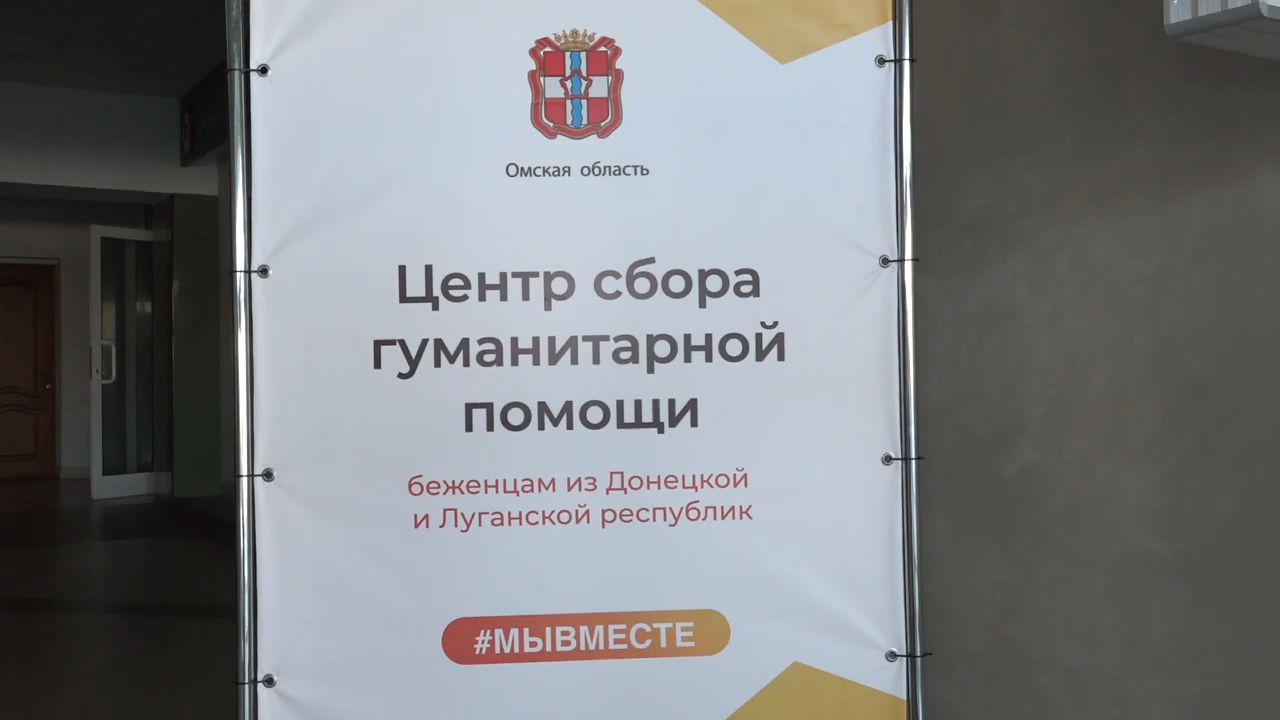 Омская область
Центр сбора
гуманитарной
помощи
беженцам из Донецкой
и Луганской республик
#МЫВМЕСТЕ